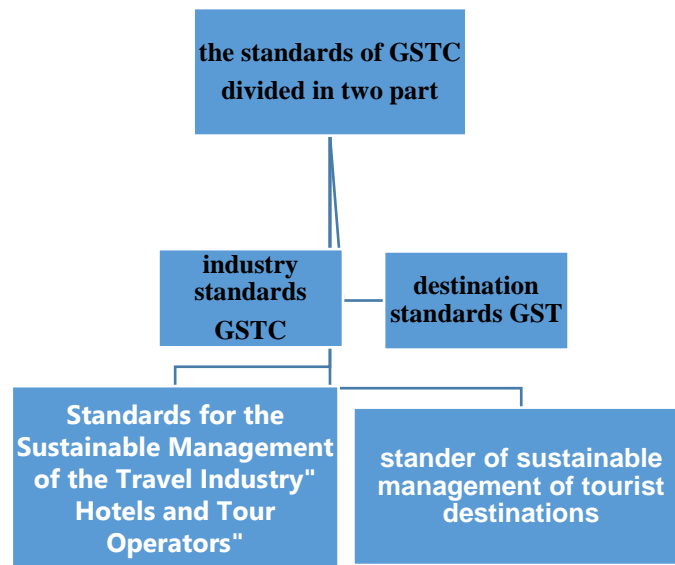 the standards of GSTC
divided in two part
industry
standards
GSTC
destination
standards GST
Standards for the
Sustainable Management
of the Travel Industry"
Hotels and Tour
Operators"
stander of sustainable
management of tourist
destinations